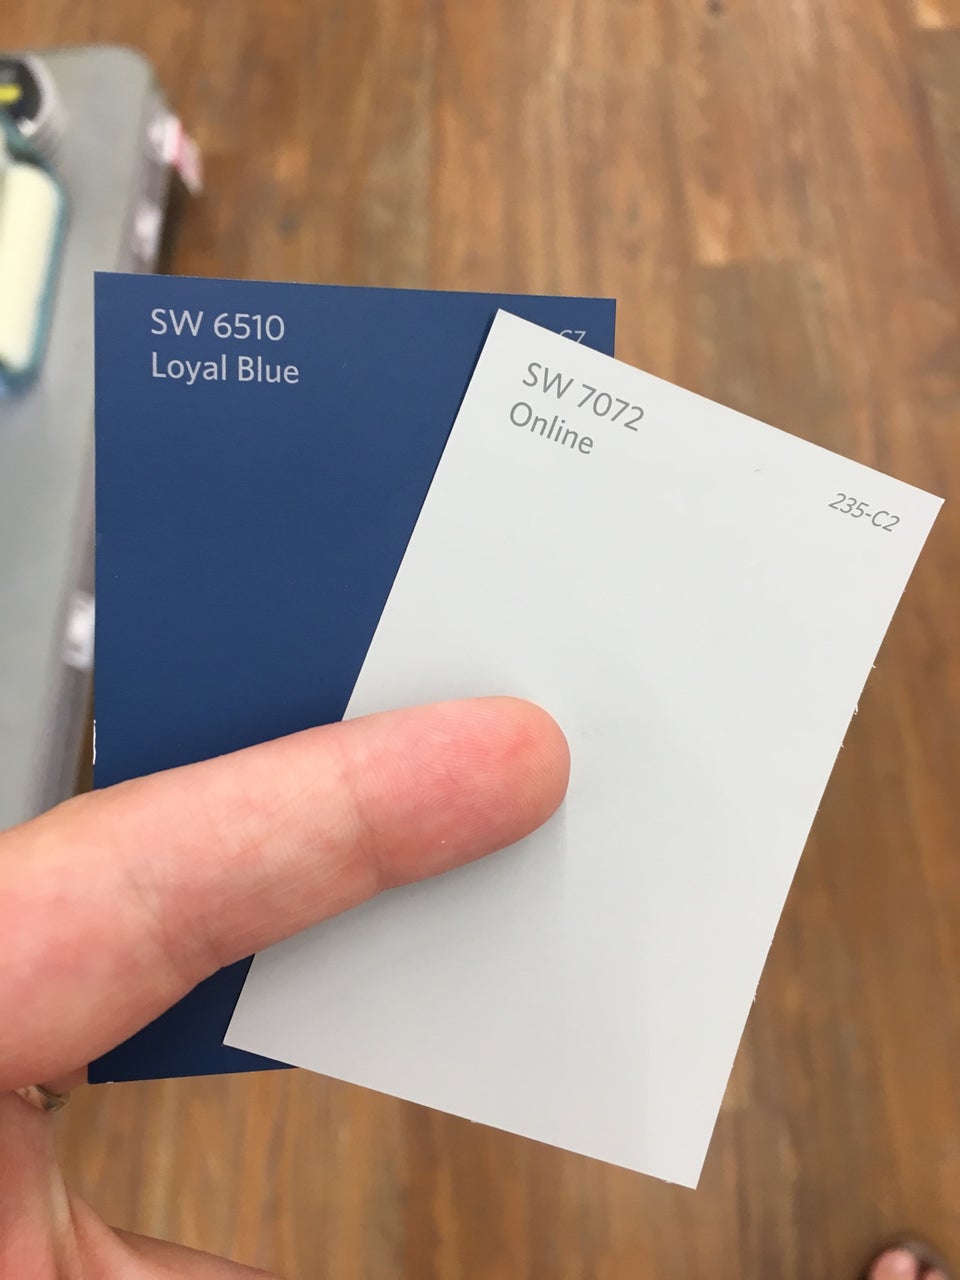 SW 6510
Loyal Blue
SW 7072
Online
235-C2